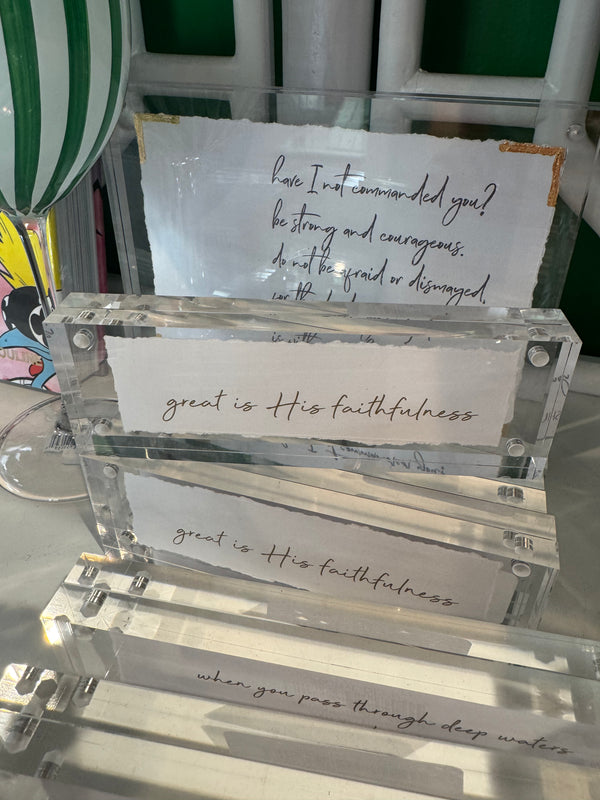 have I not commanded you?
be strong and courageous.
do not be afraid or dismayed,
great is His faithfulness
great is His faithfulness
when you pass through deep waters